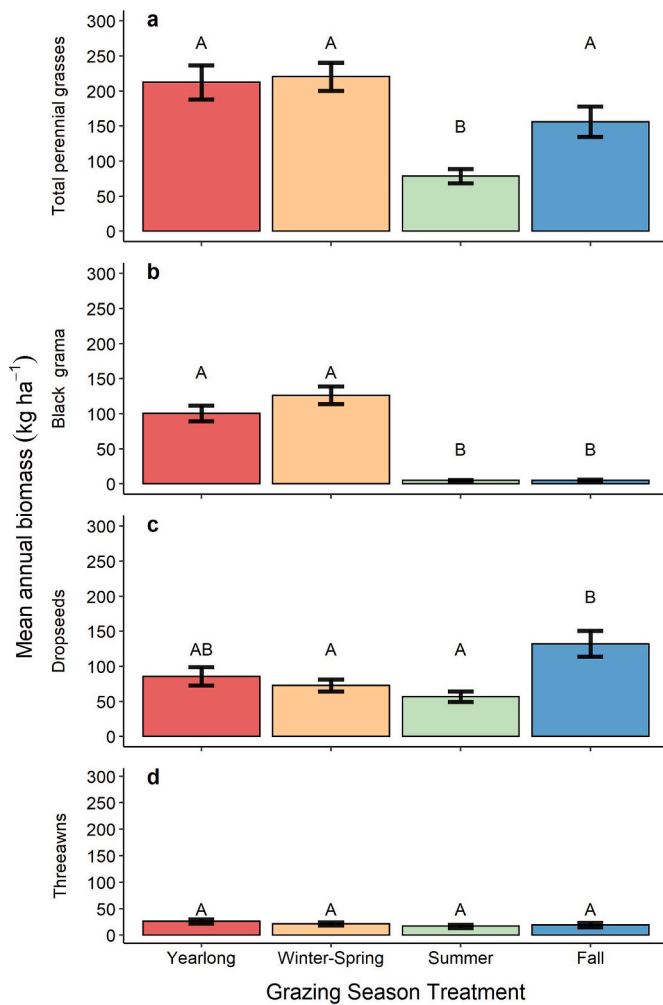 Mean annual biomass (kg ha⁻¹)
Total perennial grasses
a
300
250
200
150
100
50
0
A
A
B
A
Black grama
b
300
250
200
150
100
50
0
A
A
B
B
Dropseeds
c
300
250
200
150
100
50
0
AB
A
A
B
Threeawns
d
300
250
200
150
100
50
0
A
A
A
A
Yearlong
Winter-Spring
Summer
Fall
Grazing Season Treatment